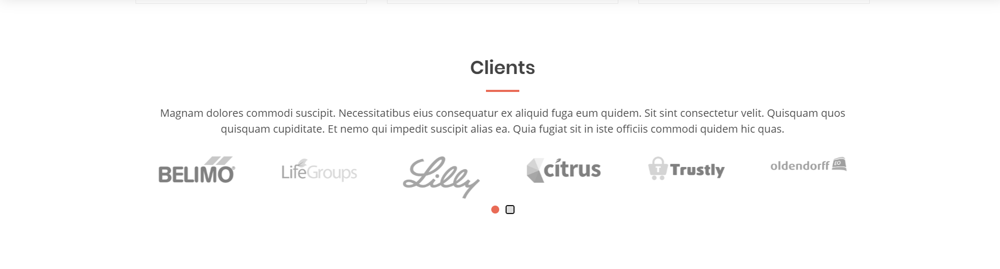 Clients
Magnam dolores commodi suscipit. Necessitatibus eius consequatur ex aliquid fuga eum quidem. Sit sint consectetur velit. Quisquam quos
quisquam cupiditate. Et nemo qui impedit suscipit alias ea. Quia fugiat sit in iste officiis commodi quidem hic quas.
BELIMO®
LifeGroups
Lilly
cítrus
T Trustly
oldendorff EO